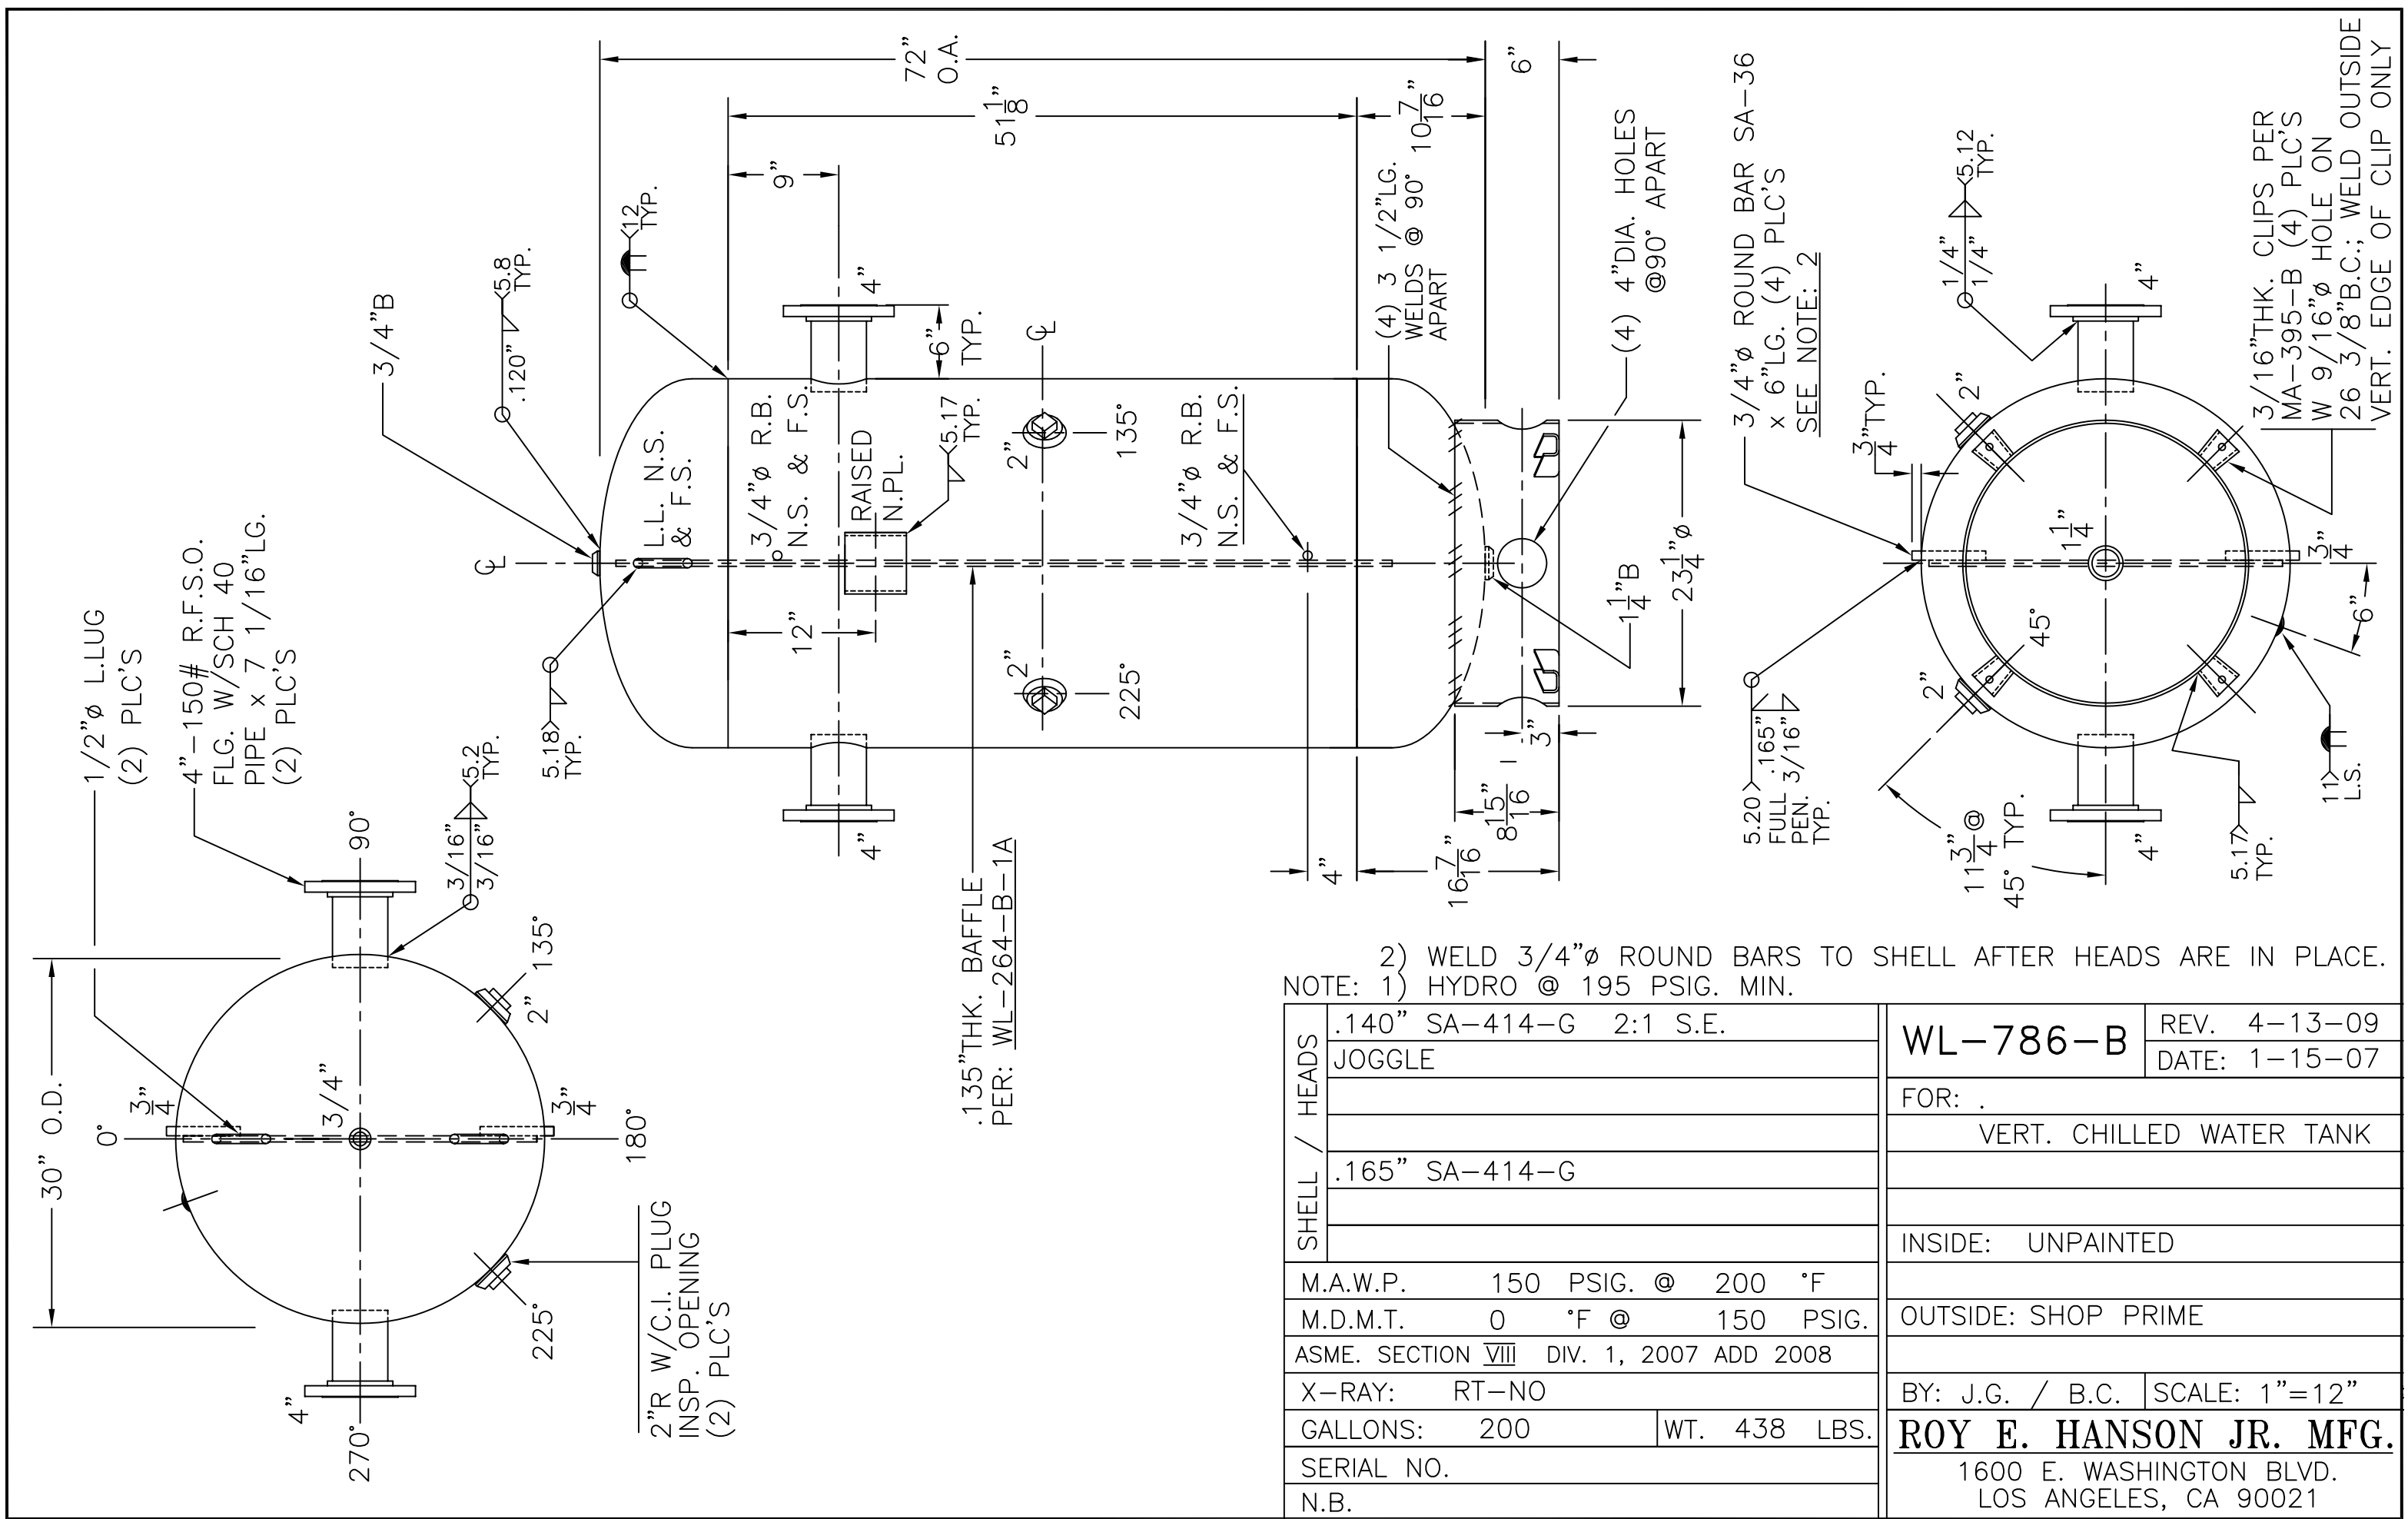 1/2"ø L.LUG
(2) PLC'S
4"-150# R.F.S.O.
FLG. W/SCH 40
PIPE x 7 1/16"LG.
(2) PLC'S
30" O.D.
0°
90°
180°
270°
3/4"
3/4"
3/4"
3/16"
3/16"
5.2
TYP.
135°
2"
225°
4"
2"R W/C.I. PLUG
INSP. OPENING
(2) PLC'S
72"
O.A.
51 1/8"
9"
6"
10 7/16"
12
TYP.
3/4"B
.120"
5.8
TYP.
℄
L.L. N.S.
& F.S.
5.18
TYP.
3/4"ø R.B.
N.S. & F.S.
RAISED
N.PL.
5.17
TYP.
12"
4"
6"
TYP.
4"
℄
2"
135°
2"
225°
3/4"ø R.B.
N.S. & F.S.
(4) 3 1/2"LG.
WELDS @ 90°
APART
(4) 4"DIA. HOLES
@90° APART
1 1/4"B
23 1/4"ø
3"
8 15/16"
16 7/16"
4"
.135"THK. BAFFLE
PER: WL-264-B-1A
3/4"ø ROUND BAR SA-36
x 6"LG. (4) PLC'S
SEE NOTE: 2
3/4"TYP.
1/4"
1/4"
5.12
TYP.
2"
4"
3/16"THK. CLIPS PER
MA-395-B (4) PLC'S
W 9/16"ø HOLE ON
26 3/8"B.C.; WELD OUTSIDE
VERT. EDGE OF CLIP ONLY
1 1/4"
3/4"
6"
45°
2"
5.20
FULL
PEN.
TYP.
.165"
3/16"
11 3/4" @
45° TYP.
4"
5.17
TYP.
11
L.S.
2) WELD 3/4"ø ROUND BARS TO SHELL AFTER HEADS ARE IN PLACE.
NOTE: 1) HYDRO @ 195 PSIG. MIN.
SHELL / HEADS
.140" SA-414-G 2:1 S.E.
JOGGLE
.165" SA-414-G
M.A.W.P. 150 PSIG. @ 200 °F
M.D.M.T. 0 °F @ 150 PSIG.
ASME. SECTION VIII DIV. 1, 2007 ADD 2008
X-RAY: RT-NO
GALLONS: 200 WT. 438 LBS.
SERIAL NO.
N.B.
WL-786-B
REV. 4-13-09
DATE: 1-15-07
FOR: .
VERT. CHILLED WATER TANK
INSIDE: UNPAINTED
OUTSIDE: SHOP PRIME
BY: J.G. / B.C. SCALE: 1"=12"
ROY E. HANSON JR. MFG.
1600 E. WASHINGTON BLVD.
LOS ANGELES, CA 90021